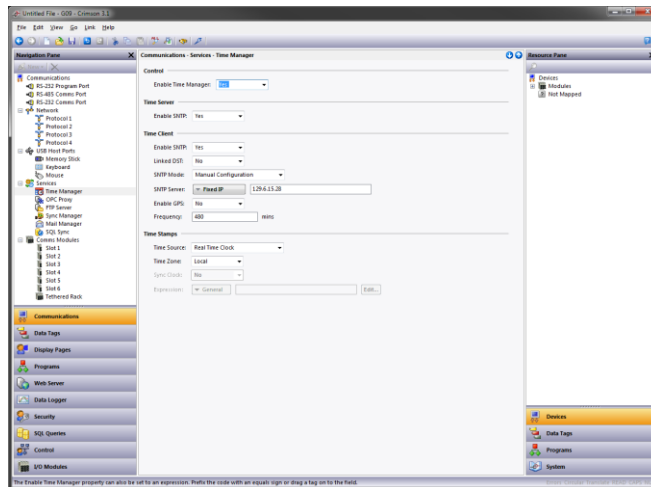 Untitled File - G09 - Crimson 3.1
File Edit View Go Link Help
Navigation Pane
Communications - Services - Time Manager
Resource Pane
Communications
RS-232 Program Port
RS-485 Comms Port
RS-232 Comms Port
Network
Protocol 1
Protocol 2
Protocol 3
Protocol 4
USB Host Ports
Memory Stick
Keyboard
Mouse
Services
Time Manager
OPC Proxy
FTP Server
Sync Manager
Mail Manager
SQL Sync
Comms Modules
Slot 1
Slot 2
Slot 3
Slot 4
Slot 5
Slot 6
Tethered Rack
Communications
Data Tags
Display Pages
Programs
Web Server
Data Logger
Security
SQL Queries
Control
I/O Modules
Control
Enable Time Manager: Yes
Time Server
Enable SNTP: Yes
Time Client
Enable SNTP: Yes
Linked DST: No
SNTP Mode: Manual Configuration
SNTP Server: Fixed IP 129.6.15.28
Enable GPS: No
Frequency: 480 mins
Time Stamps
Time Source: Real Time Clock
Time Zone: Local
Sync Clock: No
Expression: General Edit...
Devices
Modules
Not Mapped
Devices
Data Tags
Programs
System
The Enable Time Manager property can also be set to an expression. Prefix the code with an equals sign or drag a tag on to the field.